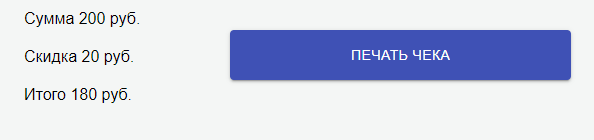 Сумма 200 руб.
Скидка 20 руб.
ПЕЧАТЬ ЧЕКА
Итого 180 руб.